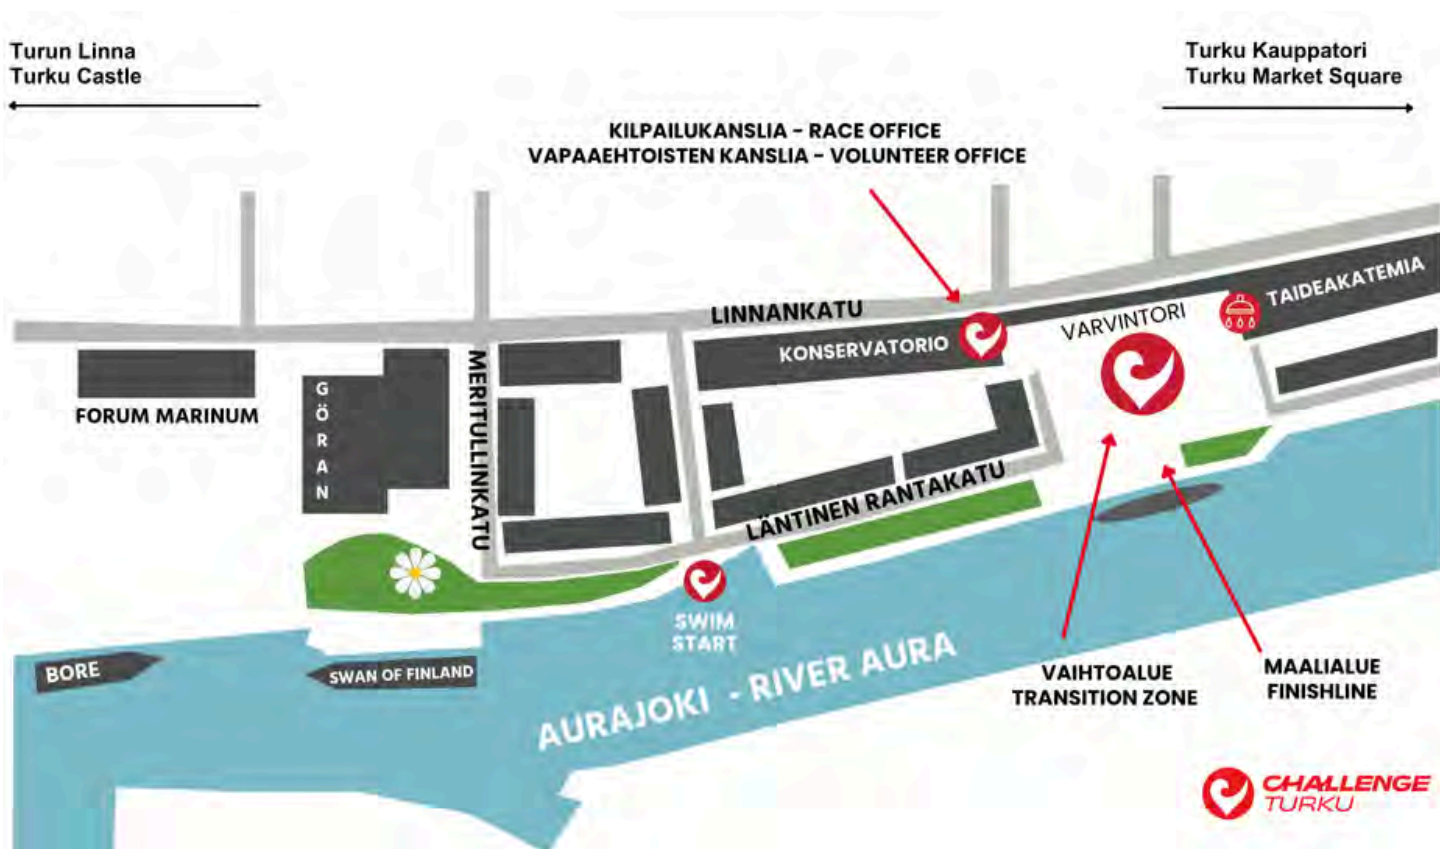 Turun Linna
Turku Castle
Turku Kauppatori
Turku Market Square
KILPAILUKANSLIA - RACE OFFICE
VAPAAEHTOISTEN KANSLIA - VOLUNTEER OFFICE
LINNANKATU
KONSERVATORIO
VARVINTORI
TAIDEAKATEMIA
FORUM MARINUM
GÖRAN
MERITULLINKATU
LÄNTINEN RANTAKATU
SWIM
START
BORE
SWAN OF FINLAND
AURAJOKI - RIVER AURA
VAIHTOALUE
TRANSITION ZONE
MAALIALUE
FINISHLINE
CHALLENGE
TURKU